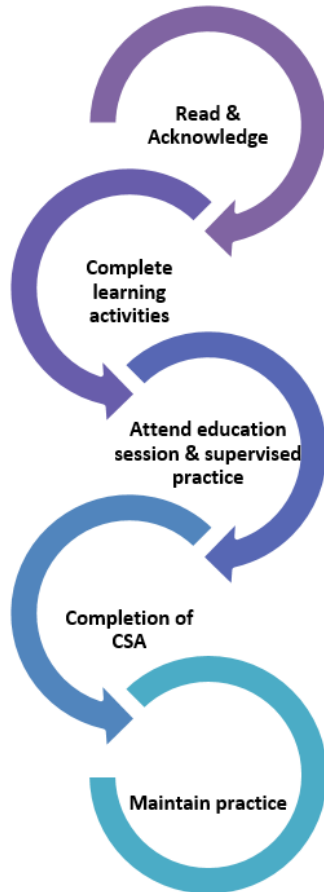 Read &
Acknowledge
Complete
learning
activities
Attend education
session & supervised
practice
Completion of
CSA
Maintain practice